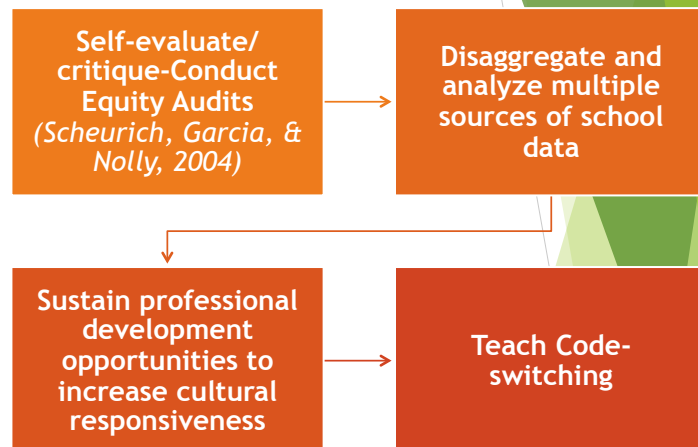 Self-evaluate/
critique-Conduct
Equity Audits
(Scheurich, Garcia, &
Nolly, 2004)
Disaggregate and
analyze multiple
sources of school
data
Sustain professional
development
opportunities to
increase cultural
responsiveness
Teach Code-
switching